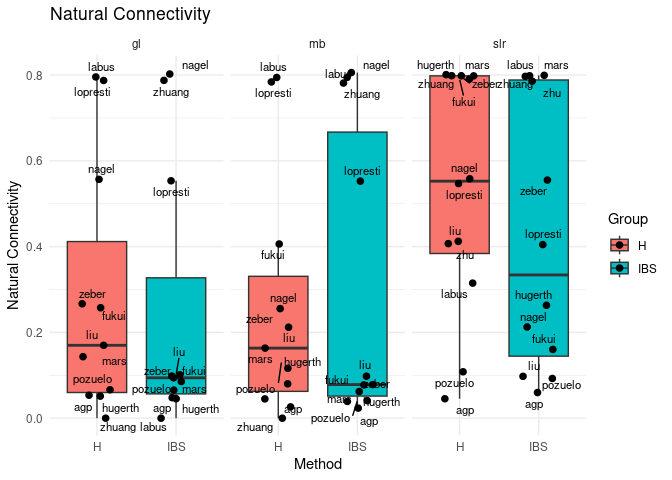 Natural Connectivity
gl
mb
slr
Natural Connectivity
0.8
0.6
0.4
0.2
0.0
labus
lopresti
nagel
zeber
fukui
liu
mars
pozuelo
agp
hugerth
zhuang
nagel
zhuang
lopresti
liu
zeber
fukui
pozuelo
mars
agp
hugerth
labus
labus
lopresti
fukui
nagel
zeber
liu
mars
hugerth
pozuelo
agp
zhuang
nagel
labus
zhuang
lopresti
liu
fukui
zeber
mars
hugerth
pozuelo
agp
hugerth
mars
zhuang
zeber
fukui
nagel
lopresti
liu
zhu
labus
pozuelo
agp
labus
mars
zhuang
zhu
zeber
lopresti
hugerth
nagel
fukui
liu
pozuelo
agp
H
IBS
H
IBS
H
IBS
Method
Group
H
IBS